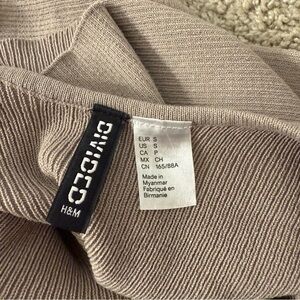 DIVIDED
H&M
EUR S
US S
CA P
MX CH
CN 165/88A
Made in
Myanmar
Fabriqué en
Birmanie